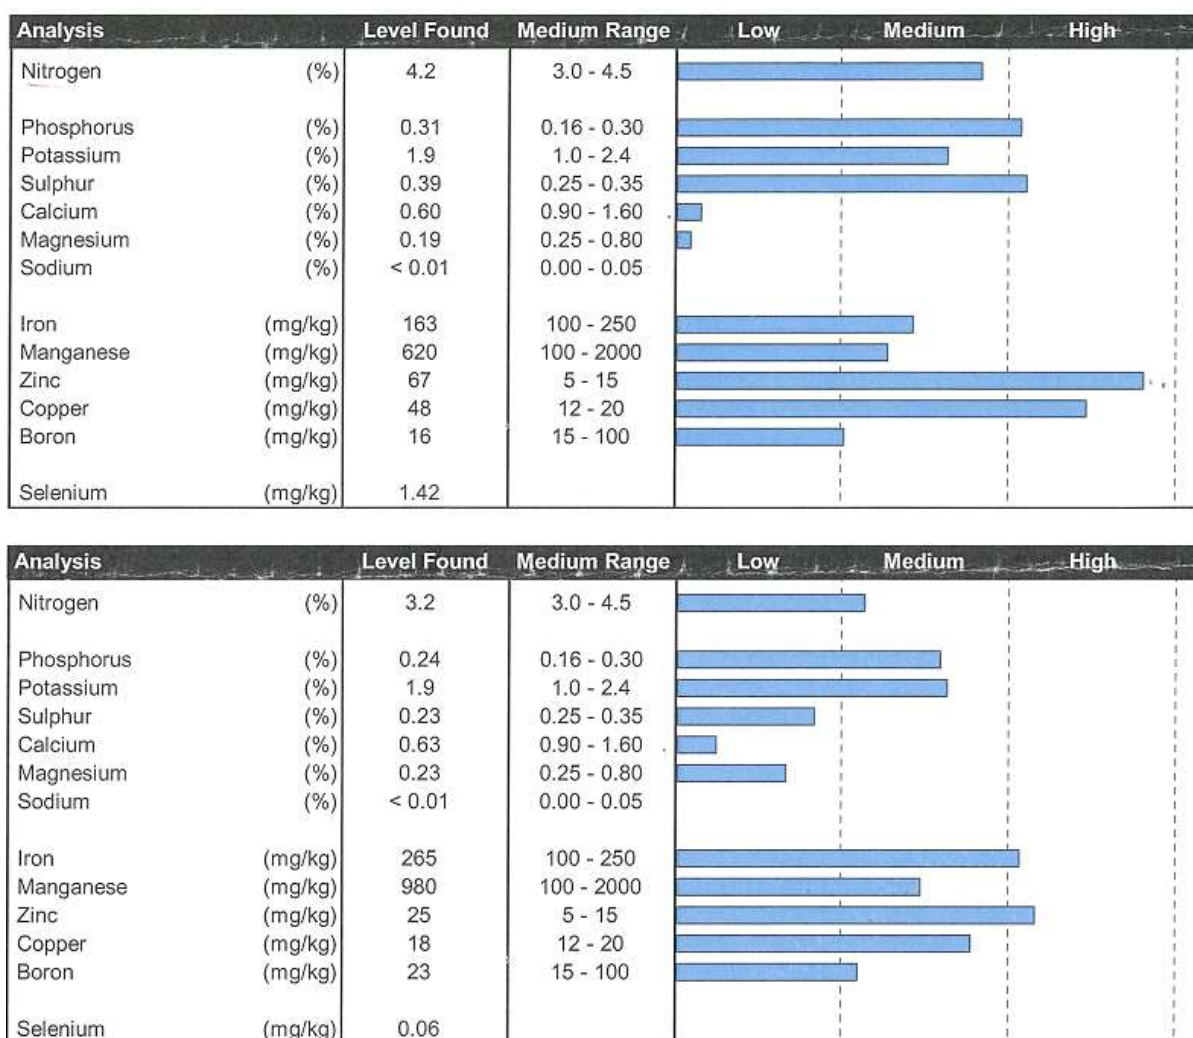 Analysis Level Found Medium Range Low Medium High
Nitrogen (%) 4.2 3.0 - 4.5
Phosphorus (%) 0.31 0.16 - 0.30
Potassium (%) 1.9 1.0 - 2.4
Sulphur (%) 0.39 0.25 - 0.35
Calcium (%) 0.60 0.90 - 1.60
Magnesium (%) 0.19 0.25 - 0.80
Sodium (%) < 0.01 0.00 - 0.05
Iron (mg/kg) 163 100 - 250
Manganese (mg/kg) 620 100 - 2000
Zinc (mg/kg) 67 5 - 15
Copper (mg/kg) 48 12 - 20
Boron (mg/kg) 16 15 - 100
Selenium (mg/kg) 1.42
Analysis Level Found Medium Range Low Medium High
Nitrogen (%) 3.2 3.0 - 4.5
Phosphorus (%) 0.24 0.16 - 0.30
Potassium (%) 1.9 1.0 - 2.4
Sulphur (%) 0.23 0.25 - 0.35
Calcium (%) 0.63 0.90 - 1.60
Magnesium (%) 0.23 0.25 - 0.80
Sodium (%) < 0.01 0.00 - 0.05
Iron (mg/kg) 265 100 - 250
Manganese (mg/kg) 980 100 - 2000
Zinc (mg/kg) 25 5 - 15
Copper (mg/kg) 18 12 - 20
Boron (mg/kg) 23 15 - 100
Selenium (mg/kg) 0.06